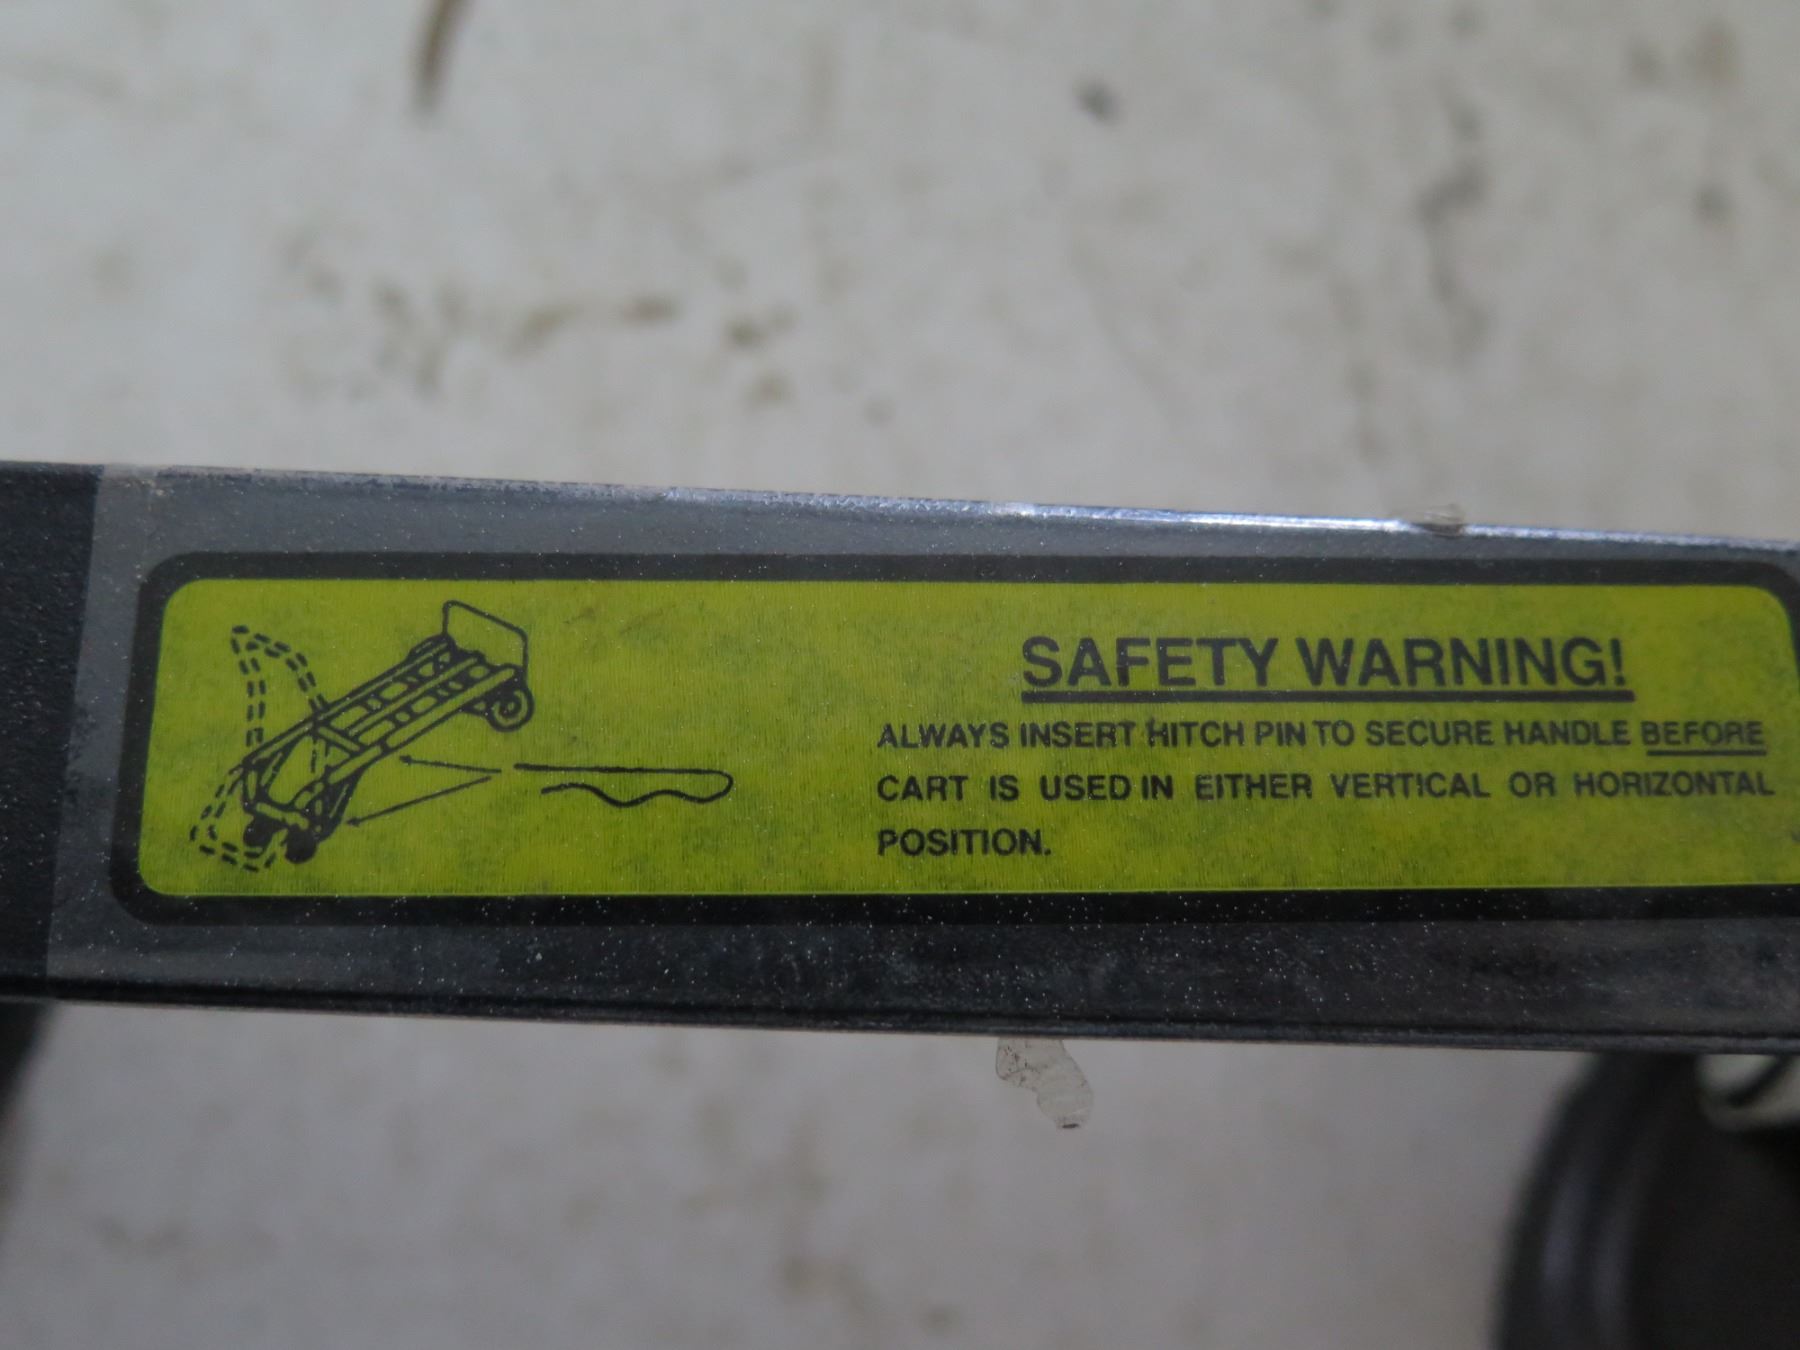 SAFETY WARNING!
ALWAYS INSERT HITCH PIN TO SECURE HANDLE BEFORE
CART IS USED IN EITHER VERTICAL OR HORIZONTAL
POSITION.